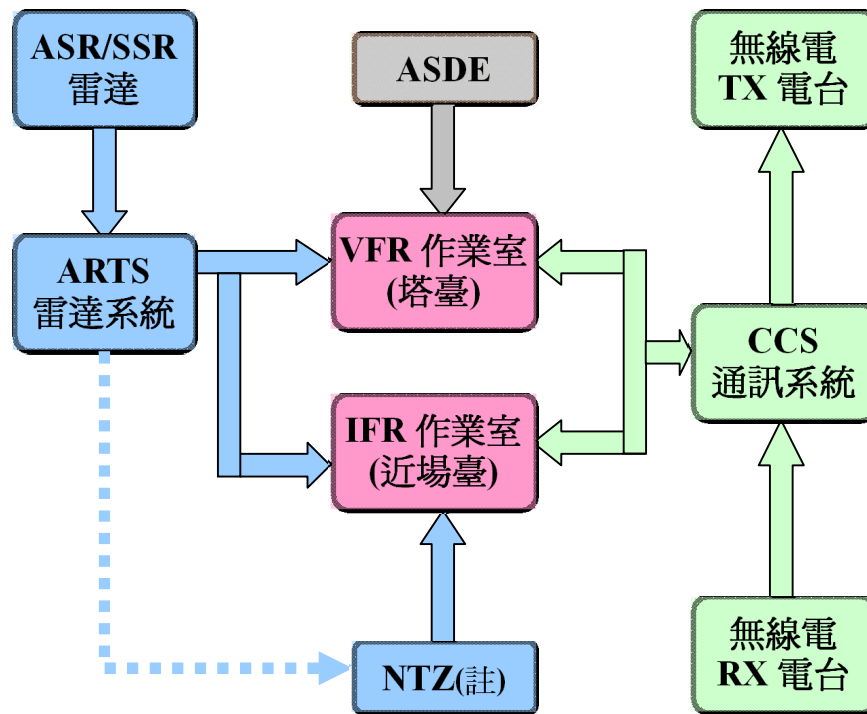 ASR/SSR
雷達
ASDE
無線電
TX 電台
ARTS
雷達系統
VFR 作業室
(塔臺)
CCS
通訊系統
IFR 作業室
(近場臺)
NTZ(註)
無線電
RX 電台